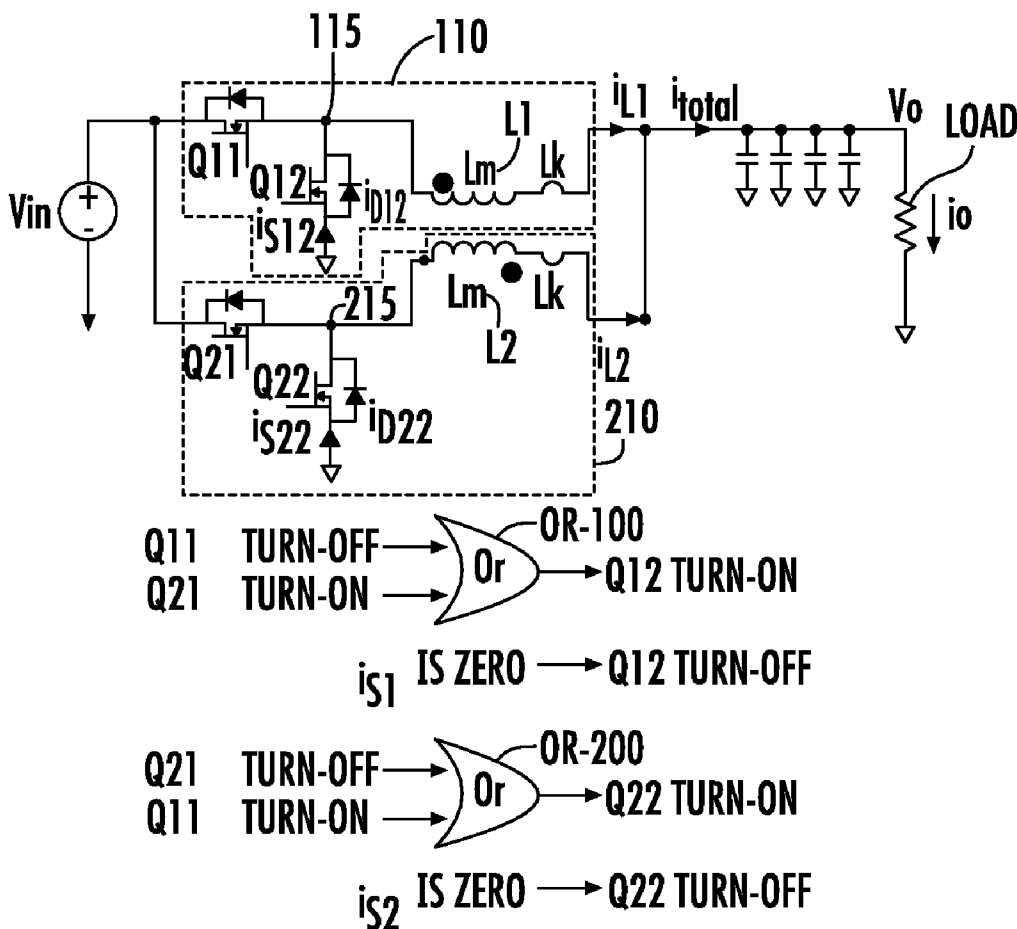 115
110
iL1
itotal
Vo
LOAD
Q11
L1
Lm
Lk
Vin
+
-
Q12
iD12
iS12
io
Lm
Lk
215
L2
Q21
iL2
Q22
iD22
iS22
210
Q11 TURN-OFF
Or
OR-100
Q21 TURN-ON
Q12 TURN-ON
iS1 IS ZERO Q12 TURN-OFF
Q21 TURN-OFF
Or
OR-200
Q11 TURN-ON
Q22 TURN-ON
iS2 IS ZERO Q22 TURN-OFF